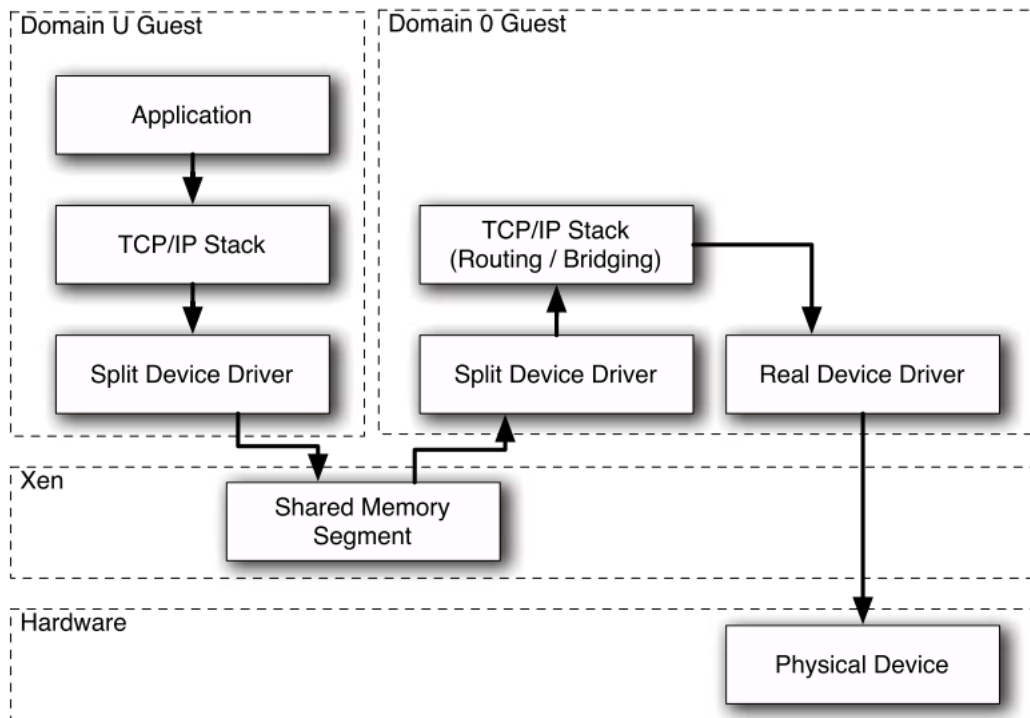 Domain U Guest
Application
TCP/IP Stack
Split Device Driver
Domain 0 Guest
TCP/IP Stack
(Routing / Bridging)
Split Device Driver
Real Device Driver
Xen
Shared Memory
Segment
Hardware
Physical Device